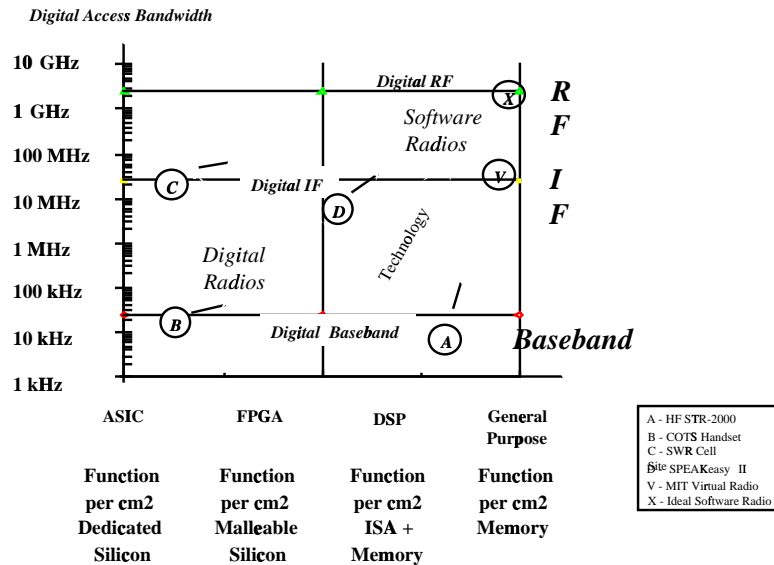 Digital Access Bandwidth
10 GHz
Digital RF
X
R
F
1 GHz
Software
Radios
100 MHz
C
Digital IF
V
I
F
10 MHz
D
1 MHz
Digital
Radios
Technology
100 kHz
B
Digital Baseband
A
Baseband
10 kHz
1 kHz
ASIC
FPGA
DSP
General
Purpose
Function
per cm2
Dedicated
Silicon
Function
per cm2
Malleable
Silicon
Function
per cm2
ISA +
Memory
Function
per cm2
Memory
A - HF STR-2000
B - COTS Handset
C - SWR Cell
Site
D - SPEAKeasy II
V - MIT Virtual Radio
X - Ideal Software Radio